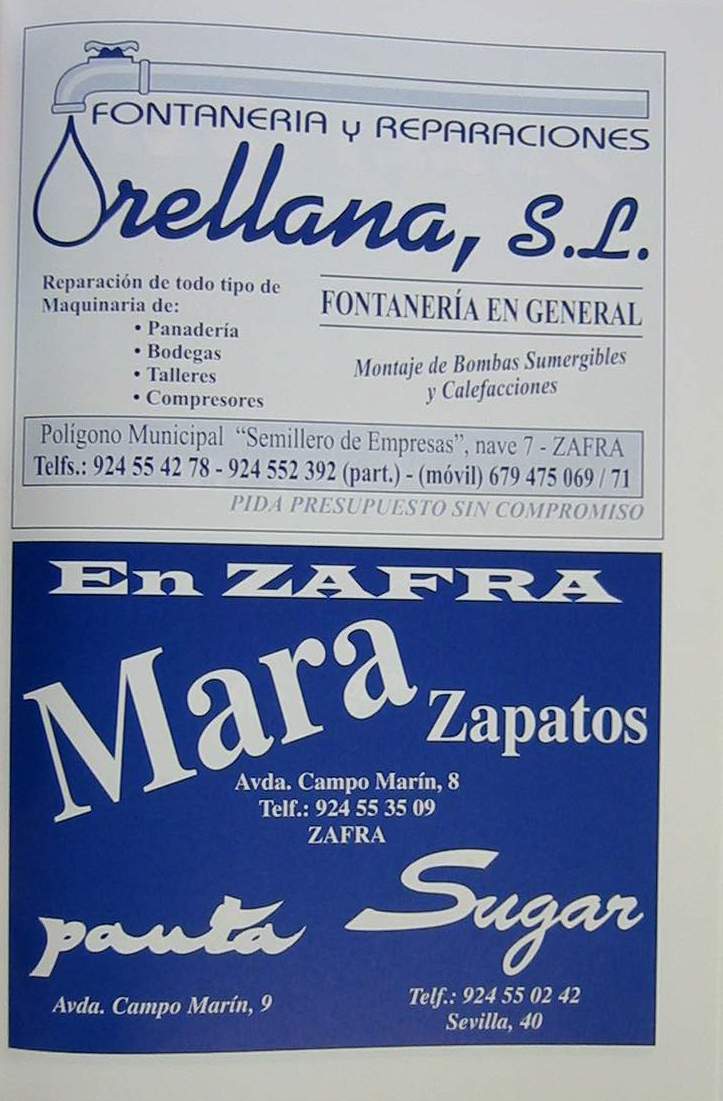 FONTANERIA y REPARACIONES
Orellana, S.L.
Reparación de todo tipo de
Maquinaria de:
• Panadería
• Bodegas
• Talleres
• Compresores
FONTANERÍA EN GENERAL
Montaje de Bombas Sumergibles
y Calefacciones
Polígono Municipal "Semillero de Empresas", nave 7 - ZAFRA
Telfs.: 924 55 42 78 - 924 552 392 (part.) - (móvil) 679 475 069 / 71
PIDA PRESUPUESTO SIN COMPROMISO
En ZAFRA
Mara
Zapatos
Avda. Campo Marín, 8
Telf.: 924 55 35 09
ZAFRA
pauta
Avda. Campo Marín, 9
Sugar
Telf.: 924 55 02 42
Sevilla, 40